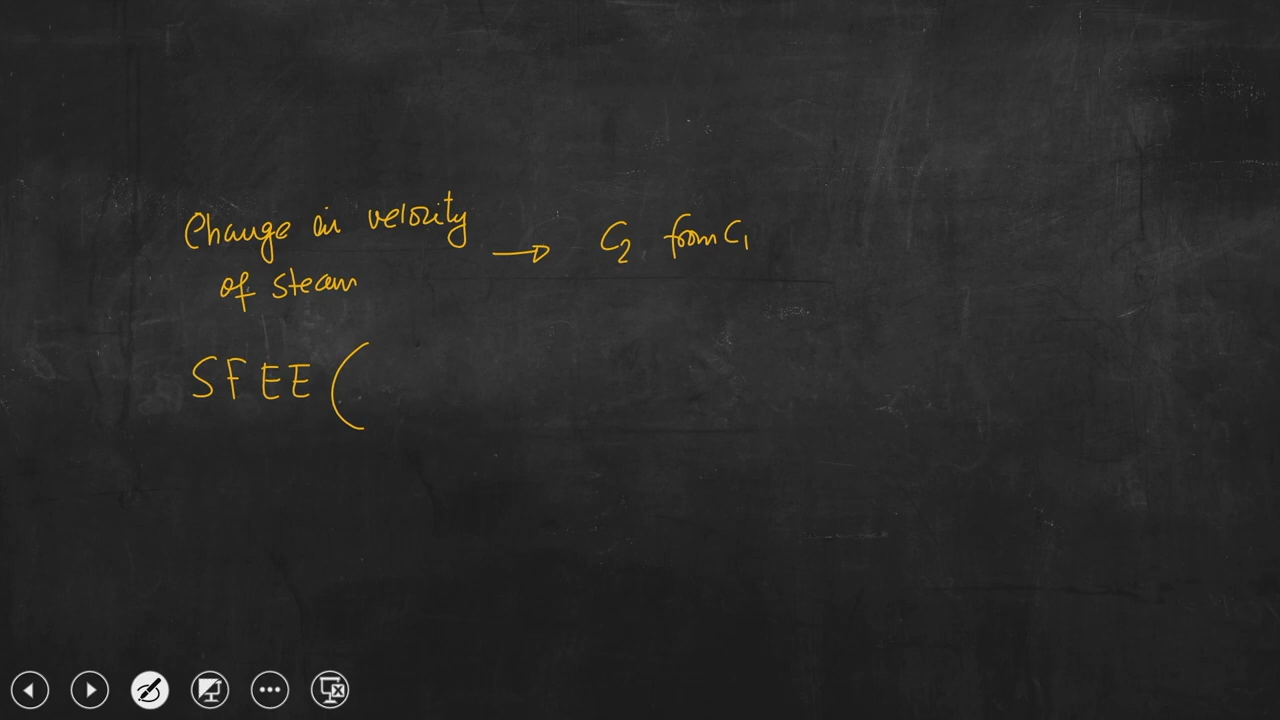 Change in velocity → C₂ from C₁
of steam
SFEE (